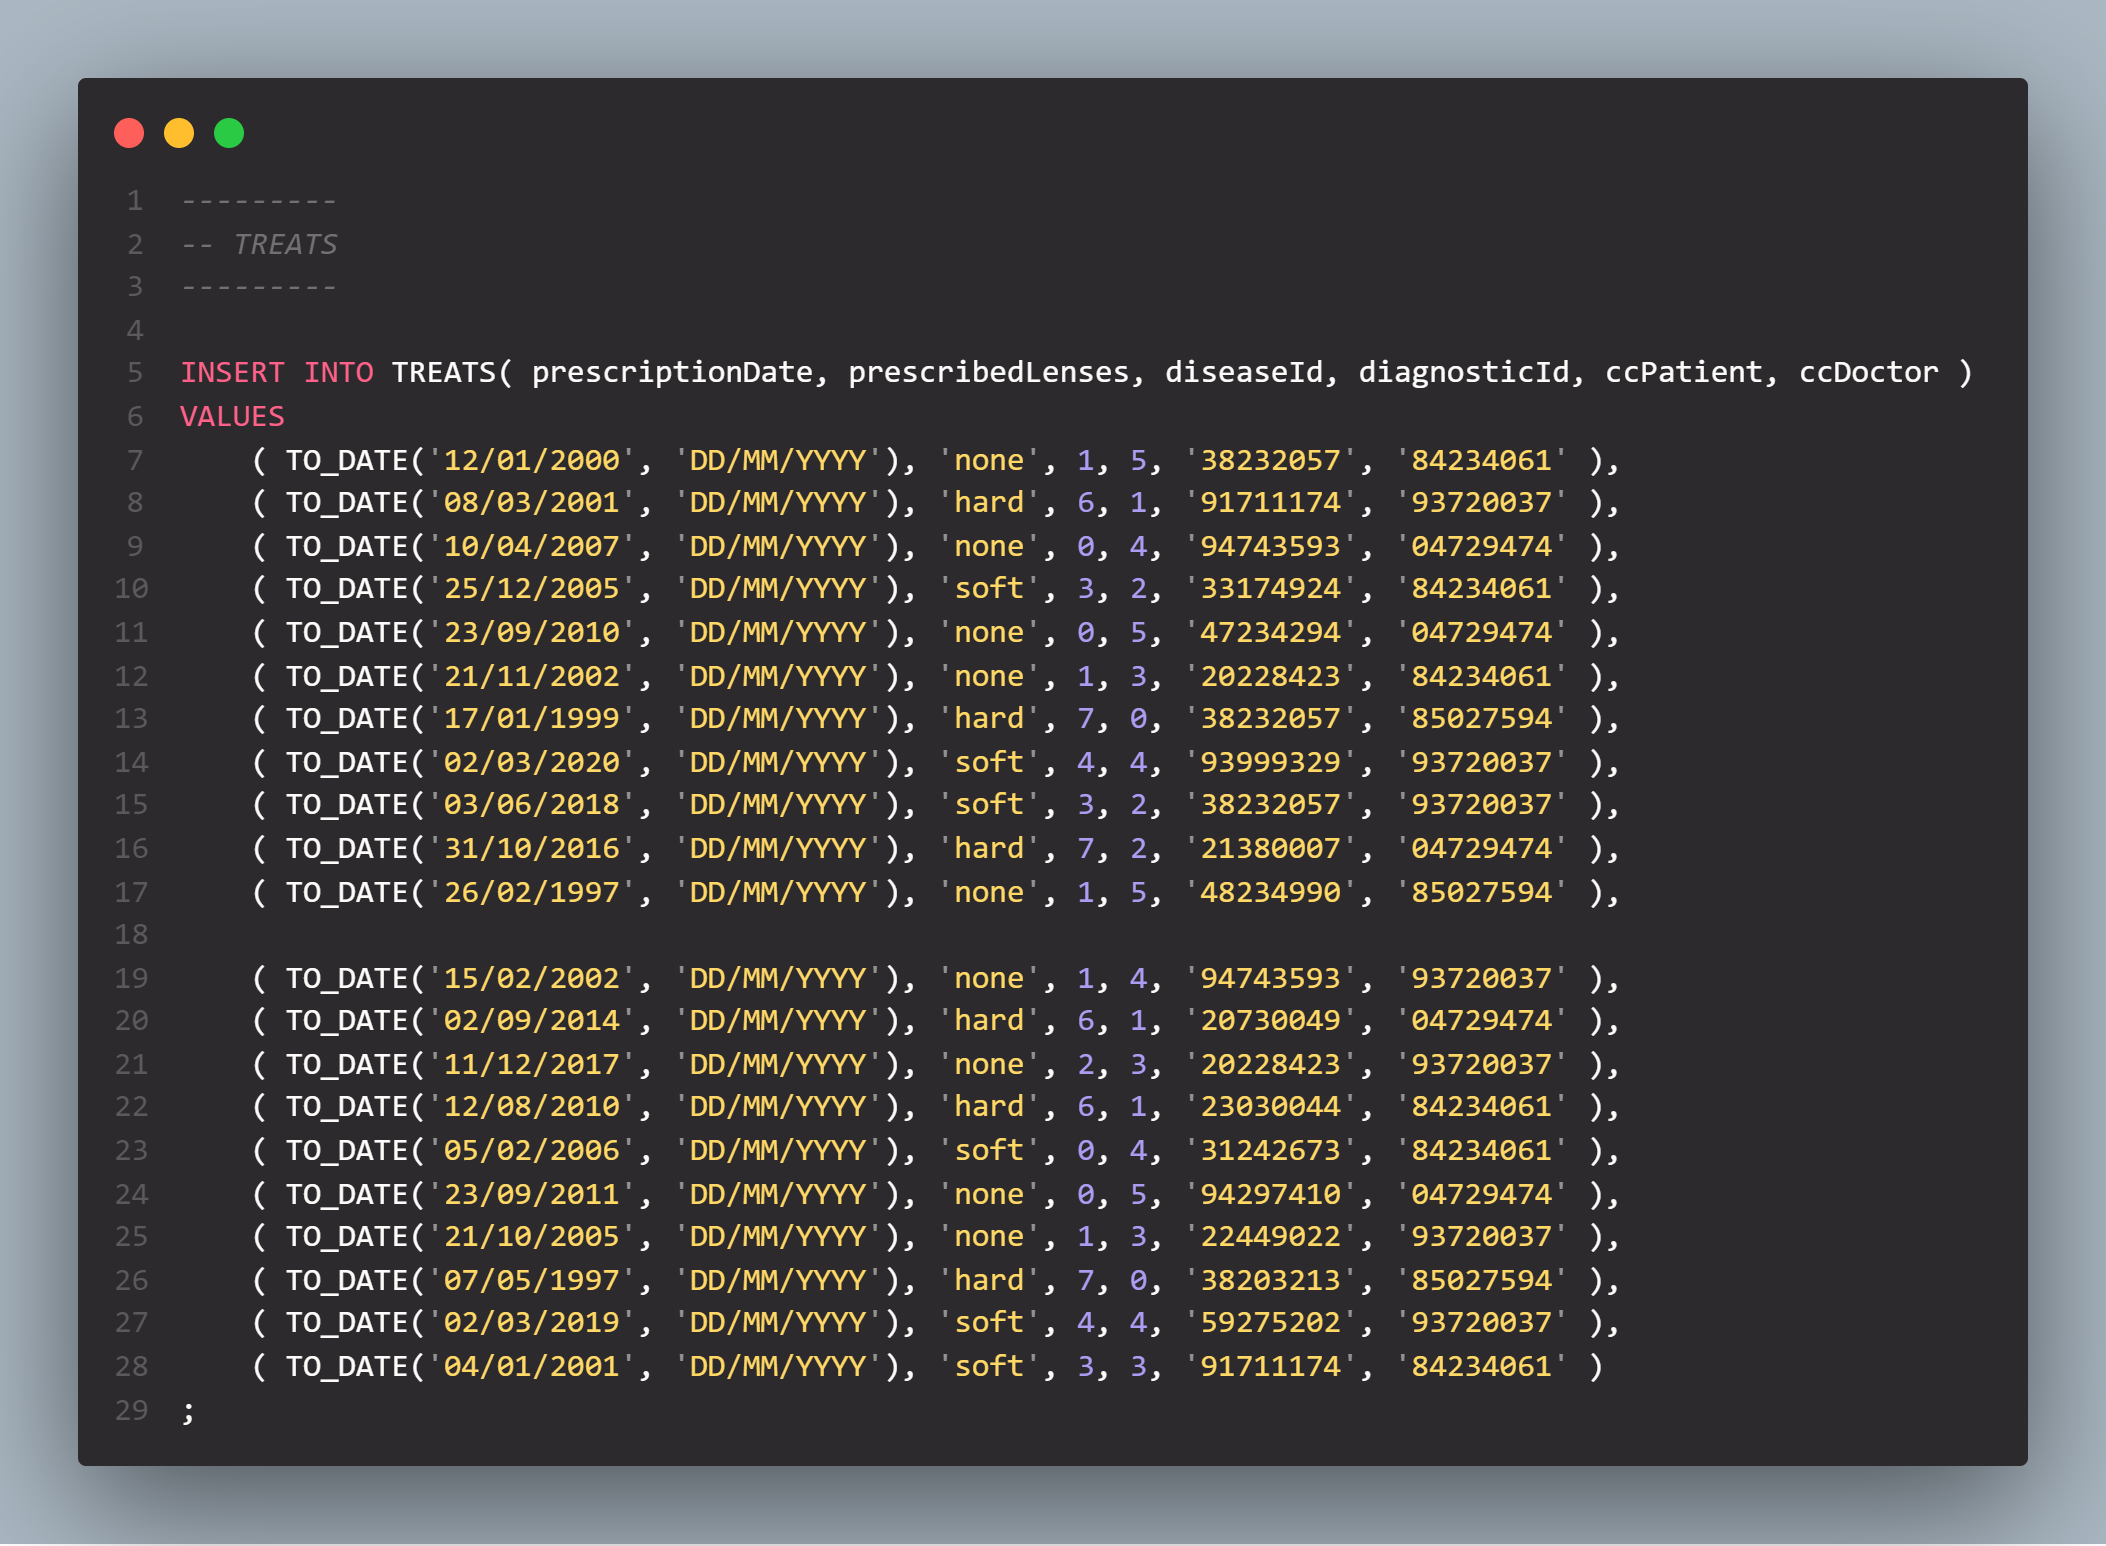 1 ---------
2 -- TREATS
3 ---------
4
5 INSERT INTO TREATS( prescriptionDate, prescribedLenses, diseaseId, diagnosticId, ccPatient, ccDoctor )
6 VALUES
7     ( TO_DATE('12/01/2000', 'DD/MM/YYYY'), 'none', 1, 5, '38232057', '84234061' ),
8     ( TO_DATE('08/03/2001', 'DD/MM/YYYY'), 'hard', 6, 1, '91711174', '93720037' ),
9     ( TO_DATE('10/04/2007', 'DD/MM/YYYY'), 'none', 0, 4, '94743593', '04729474' ),
10     ( TO_DATE('25/12/2005', 'DD/MM/YYYY'), 'soft', 3, 2, '33174924', '84234061' ),
11     ( TO_DATE('23/09/2010', 'DD/MM/YYYY'), 'none', 0, 5, '47234294', '04729474' ),
12     ( TO_DATE('21/11/2002', 'DD/MM/YYYY'), 'none', 1, 3, '20228423', '84234061' ),
13     ( TO_DATE('17/01/1999', 'DD/MM/YYYY'), 'hard', 7, 0, '38232057', '85027594' ),
14     ( TO_DATE('02/03/2020', 'DD/MM/YYYY'), 'soft', 4, 4, '93999329', '93720037' ),
15     ( TO_DATE('03/06/2018', 'DD/MM/YYYY'), 'soft', 3, 2, '38232057', '93720037' ),
16     ( TO_DATE('31/10/2016', 'DD/MM/YYYY'), 'hard', 7, 2, '21380007', '04729474' ),
17     ( TO_DATE('26/02/1997', 'DD/MM/YYYY'), 'none', 1, 5, '48234990', '85027594' ),
18
19     ( TO_DATE('15/02/2002', 'DD/MM/YYYY'), 'none', 1, 4, '94743593', '93720037' ),
20     ( TO_DATE('02/09/2014', 'DD/MM/YYYY'), 'hard', 6, 1, '20730049', '04729474' ),
21     ( TO_DATE('11/12/2017', 'DD/MM/YYYY'), 'none', 2, 3, '20228423', '93720037' ),
22     ( TO_DATE('12/08/2010', 'DD/MM/YYYY'), 'hard', 6, 1, '23030044', '84234061' ),
23     ( TO_DATE('05/02/2006', 'DD/MM/YYYY'), 'soft', 0, 4, '31242673', '84234061' ),
24     ( TO_DATE('23/09/2011', 'DD/MM/YYYY'), 'none', 0, 5, '94297410', '04729474' ),
25     ( TO_DATE('21/10/2005', 'DD/MM/YYYY'), 'none', 1, 3, '22449022', '93720037' ),
26     ( TO_DATE('07/05/1997', 'DD/MM/YYYY'), 'hard', 7, 0, '38203213', '85027594' ),
27     ( TO_DATE('02/03/2019', 'DD/MM/YYYY'), 'soft', 4, 4, '59275202', '93720037' ),
28     ( TO_DATE('04/01/2001', 'DD/MM/YYYY'), 'soft', 3, 3, '91711174', '84234061' )
29 ;